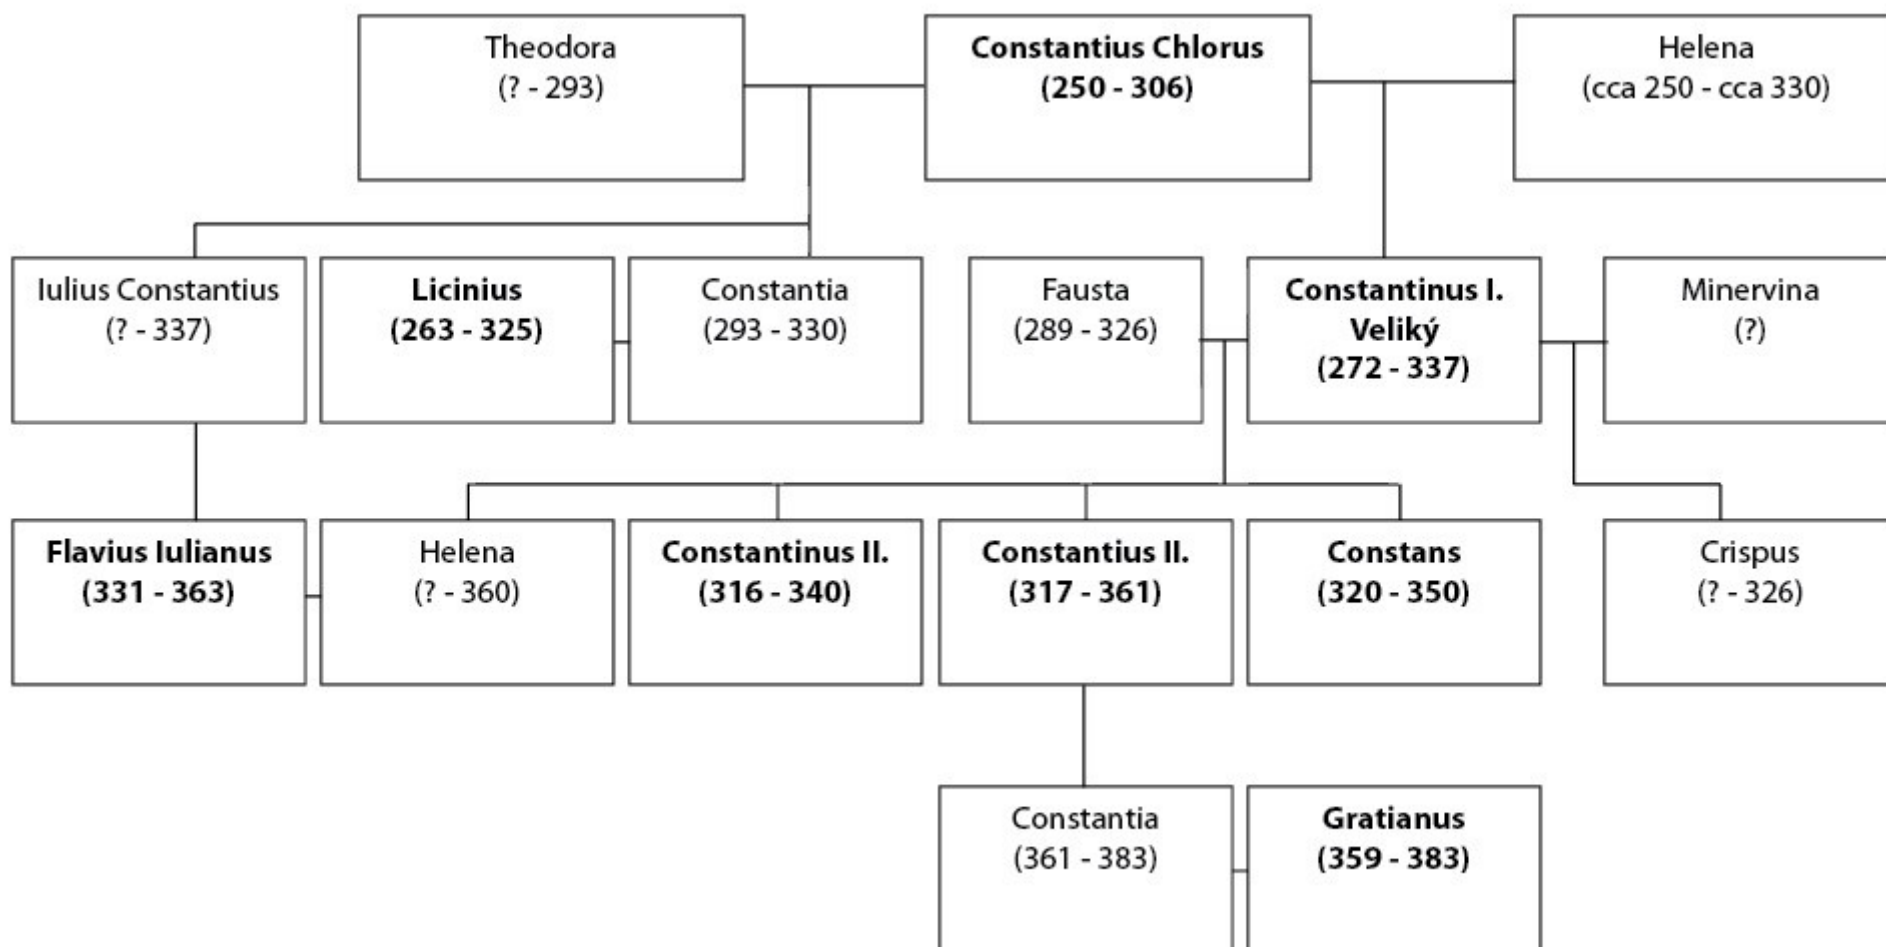 Theodora
(? - 293)
Constantius Chlorus
(250 - 306)
Helena
(cca 250 - cca 330)
Iulius Constantius
(? - 337)
Licinius
(263 - 325)
Constantia
(293 - 330)
Fausta
(289 - 326)
Constantinus I.
Veliký
(272 - 337)
Minervina
(?)
Flavius Iulianus
(331 - 363)
Helena
(? - 360)
Constantinus II.
(316 - 340)
Constantius II.
(317 - 361)
Constans
(320 - 350)
Crispus
(? - 326)
Constantia
(361 - 383)
Gratianus
(359 - 383)